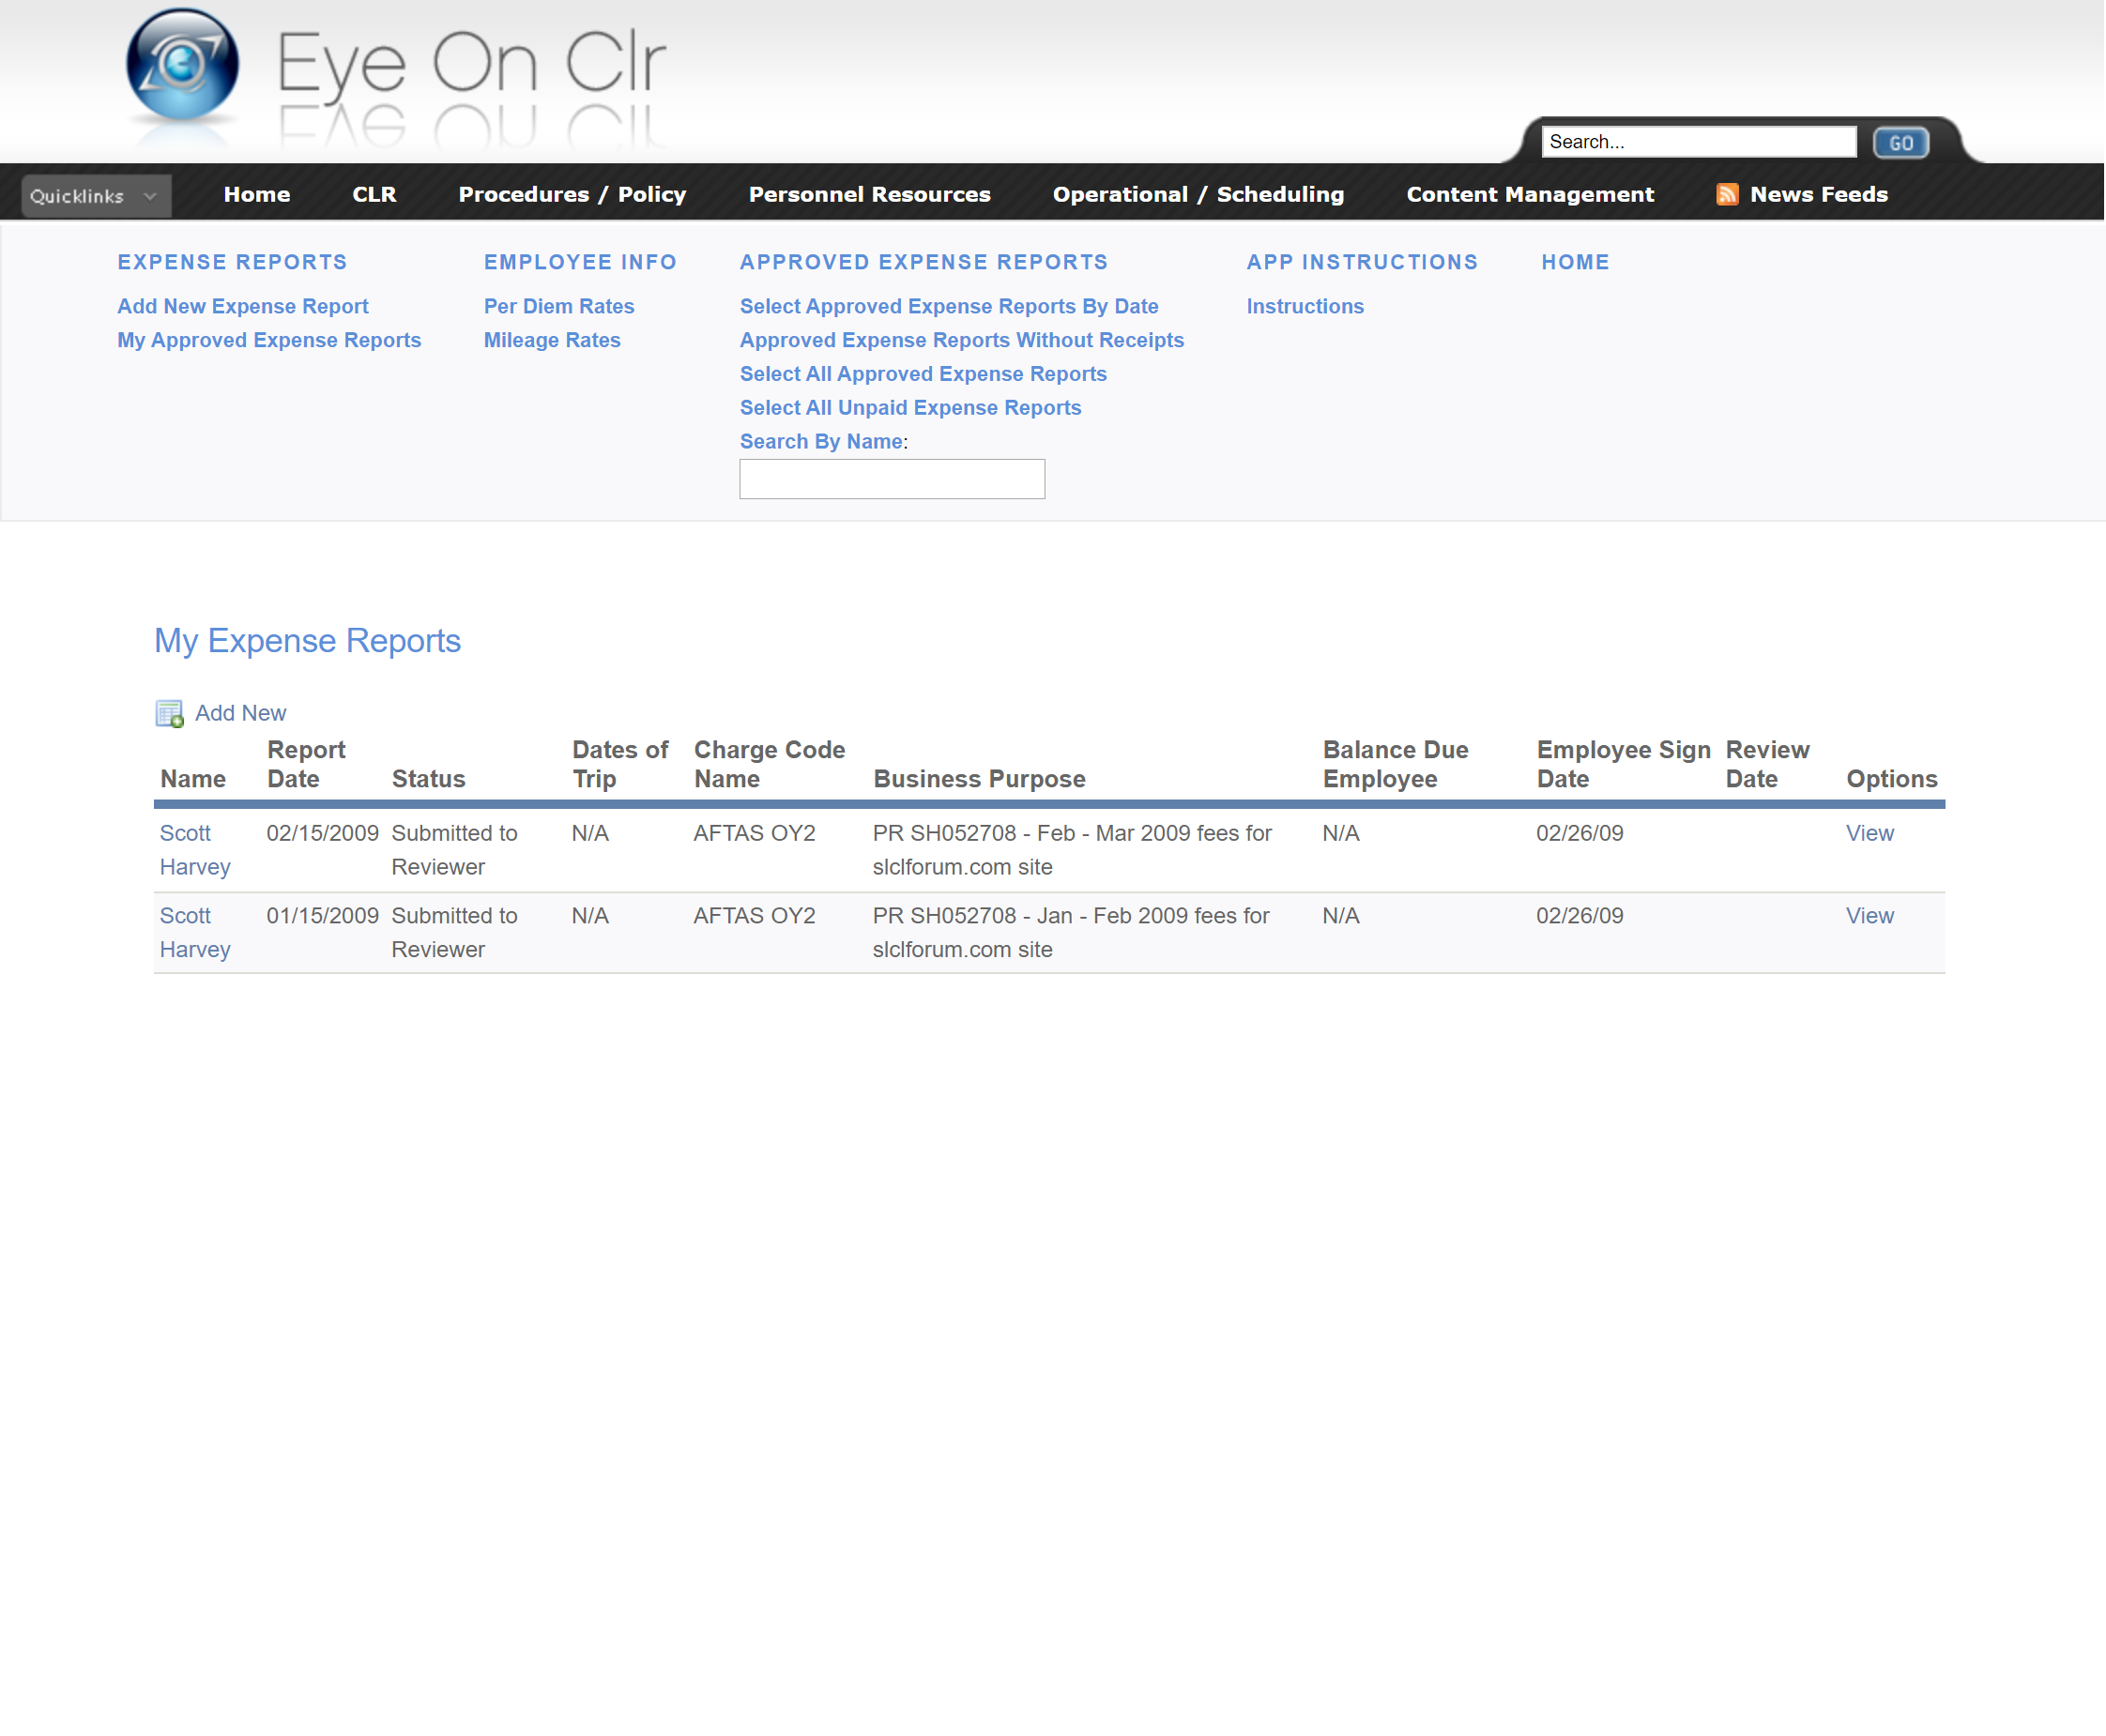 Eye On Clr
Search...
GO
Quicklinks Home CLR Procedures / Policy Personnel Resources Operational / Scheduling Content Management News Feeds
EXPENSE REPORTS
Add New Expense Report
My Approved Expense Reports
EMPLOYEE INFO
Per Diem Rates
Mileage Rates
APPROVED EXPENSE REPORTS
Select Approved Expense Reports By Date
Approved Expense Reports Without Receipts
Select All Approved Expense Reports
Select All Unpaid Expense Reports
Search By Name:
APP INSTRUCTIONS
Instructions
HOME
My Expense Reports
Add New
Name Report Date Status Dates of Trip Charge Code Name Business Purpose Balance Due Employee Employee Sign Date Review Date Options
Scott Harvey 02/15/2009 Submitted to Reviewer N/A AFTAS OY2 PR SH052708 - Feb - Mar 2009 fees for slclforum.com site N/A 02/26/09 View
Scott Harvey 01/15/2009 Submitted to Reviewer N/A AFTAS OY2 PR SH052708 - Jan - Feb 2009 fees for slclforum.com site N/A 02/26/09 View